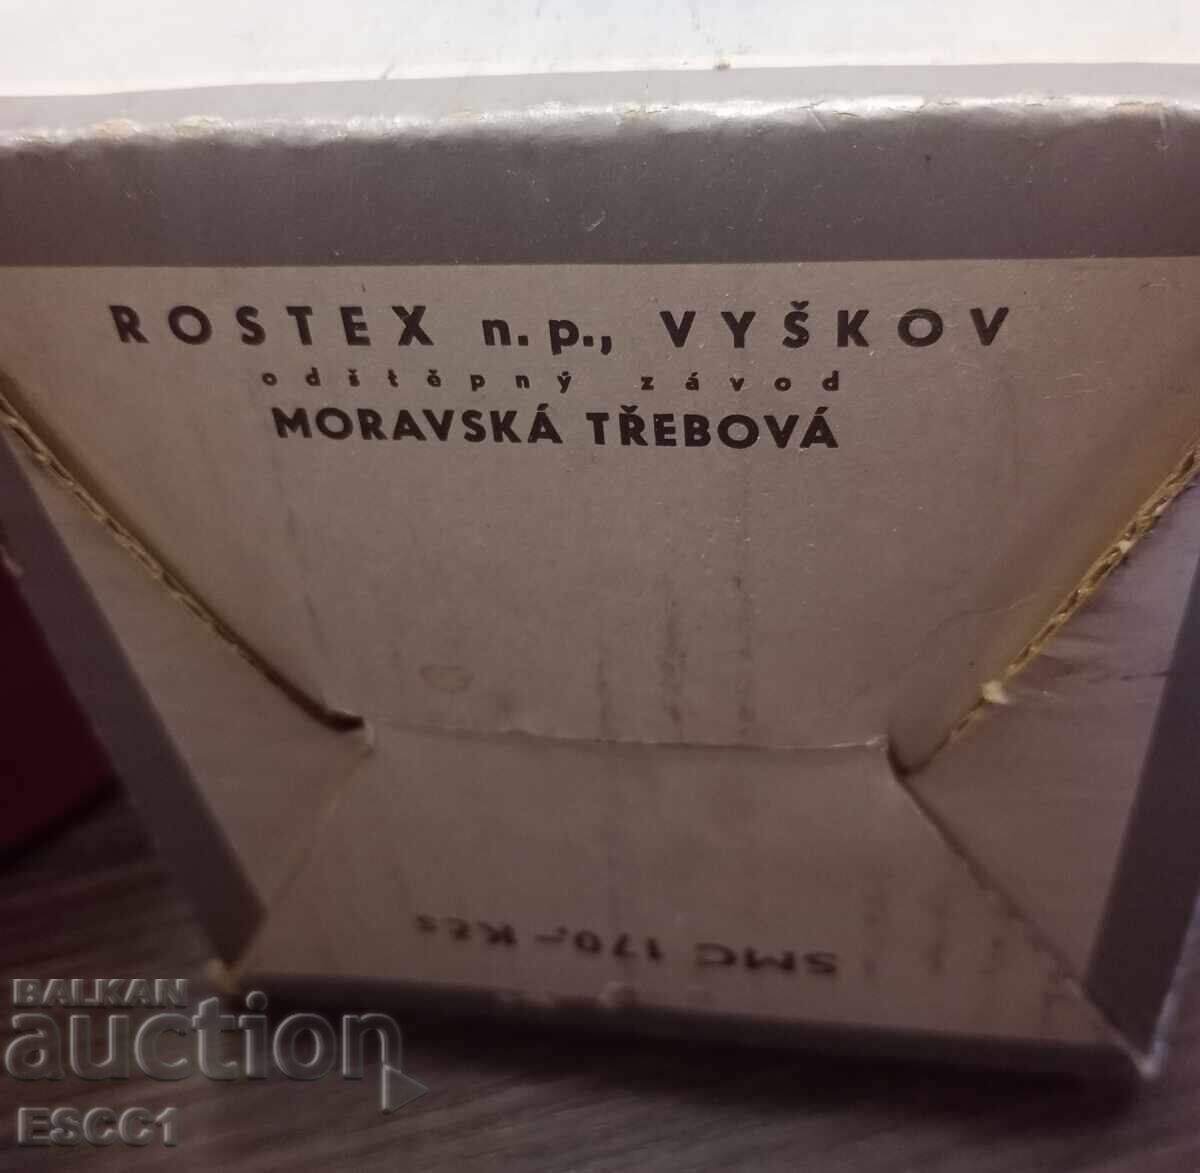 ROSTEX n.p., VYŠKOV
odštěpný závod
MORAVSKÁ TŘEBOVÁ
SMC 170,- Kčs
BALKAN
auction
ESCC1